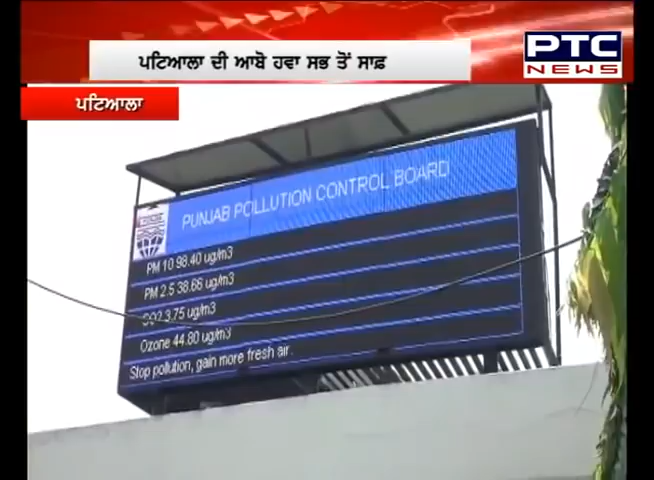 ਪਟਿਆਲਾ ਦੀ ਆਬੋ ਹਵਾ ਸਭ ਤੋਂ ਸਾਫ਼
PTC
NEWS
ਪਟਿਆਲਾ
PUNJAB POLLUTION CONTROL BOARD
PM 10 98.40 ug/m3
PM 2.5 38.66 ug/m3
SO2 3.75 ug/m3
Ozone 44.80 ug/m3
Stop pollution, gain more fresh air.